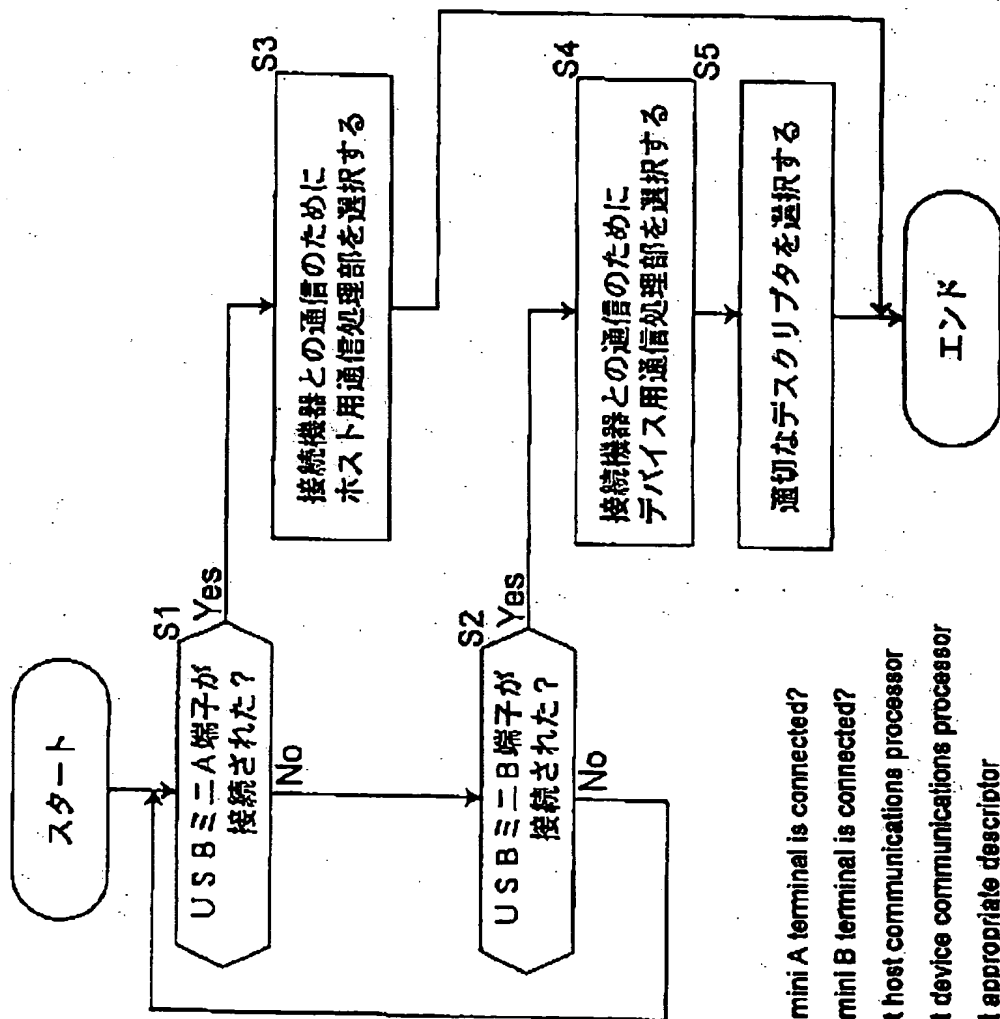 スタート
S1
USBミニA端子が
接続された？
Yes
No
S3
接続機器との通信のために
ホスト用通信処理部を選択する
S2
USBミニB端子が
接続された？
Yes
No
S4
接続機器との通信のために
デバイス用通信処理部を選択する
S5
適切なデスクリプタを選択する
エンド
mini A terminal is connected?
mini B terminal is connected?
t host communications processor
t device communications processor
t appropriate descriptor